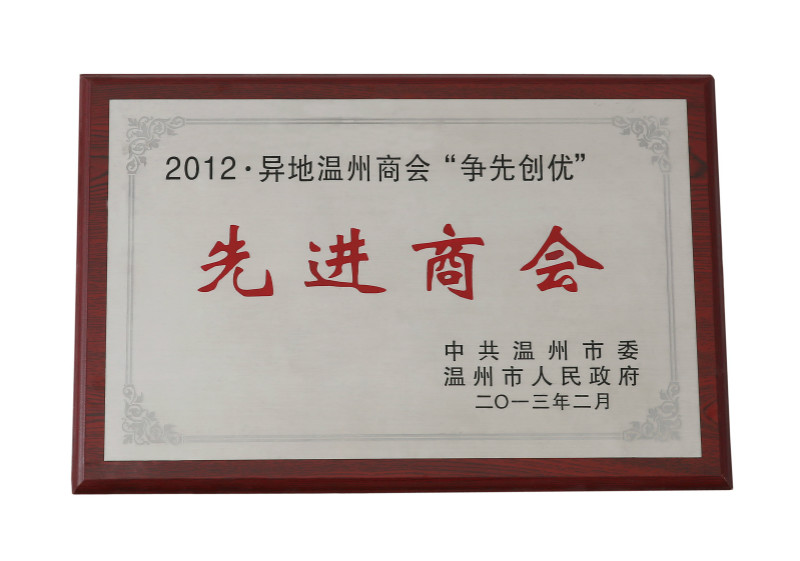 2012·异地温州商会“争先创优”
先进商会
中共温州市委
温州市人民政府
二〇一三年二月